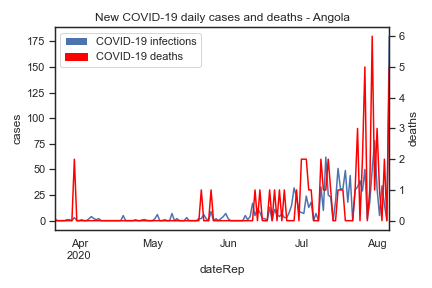 New COVID-19 daily cases and deaths - Angola
COVID-19 infections
COVID-19 deaths
175
150
125
100
75
50
25
0
cases
6
5
4
3
2
1
0
deaths
Apr
2020
May
Jun
Jul
Aug
dateRep